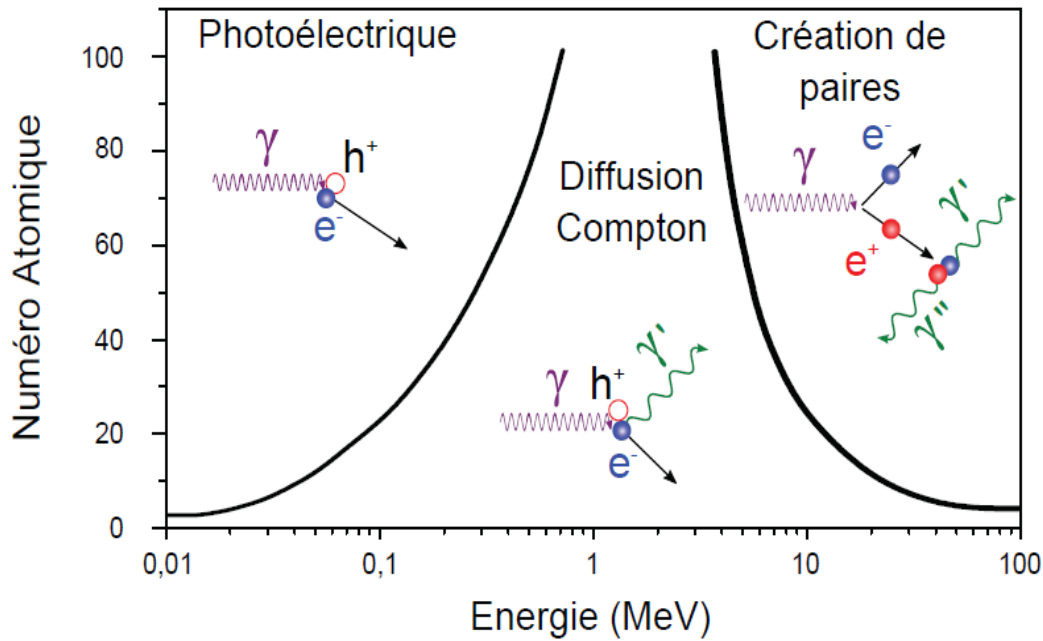 Photoélectrique
Création de
paires
Diffusion
Compton
γ
h⁺
e⁻
γ
e⁻
e⁺
γ'
γ''
γ
h⁺
γ'
e⁻
Numéro Atomique
100
80
60
40
20
0
0,01
0,1
1
10
100
Energie (MeV)